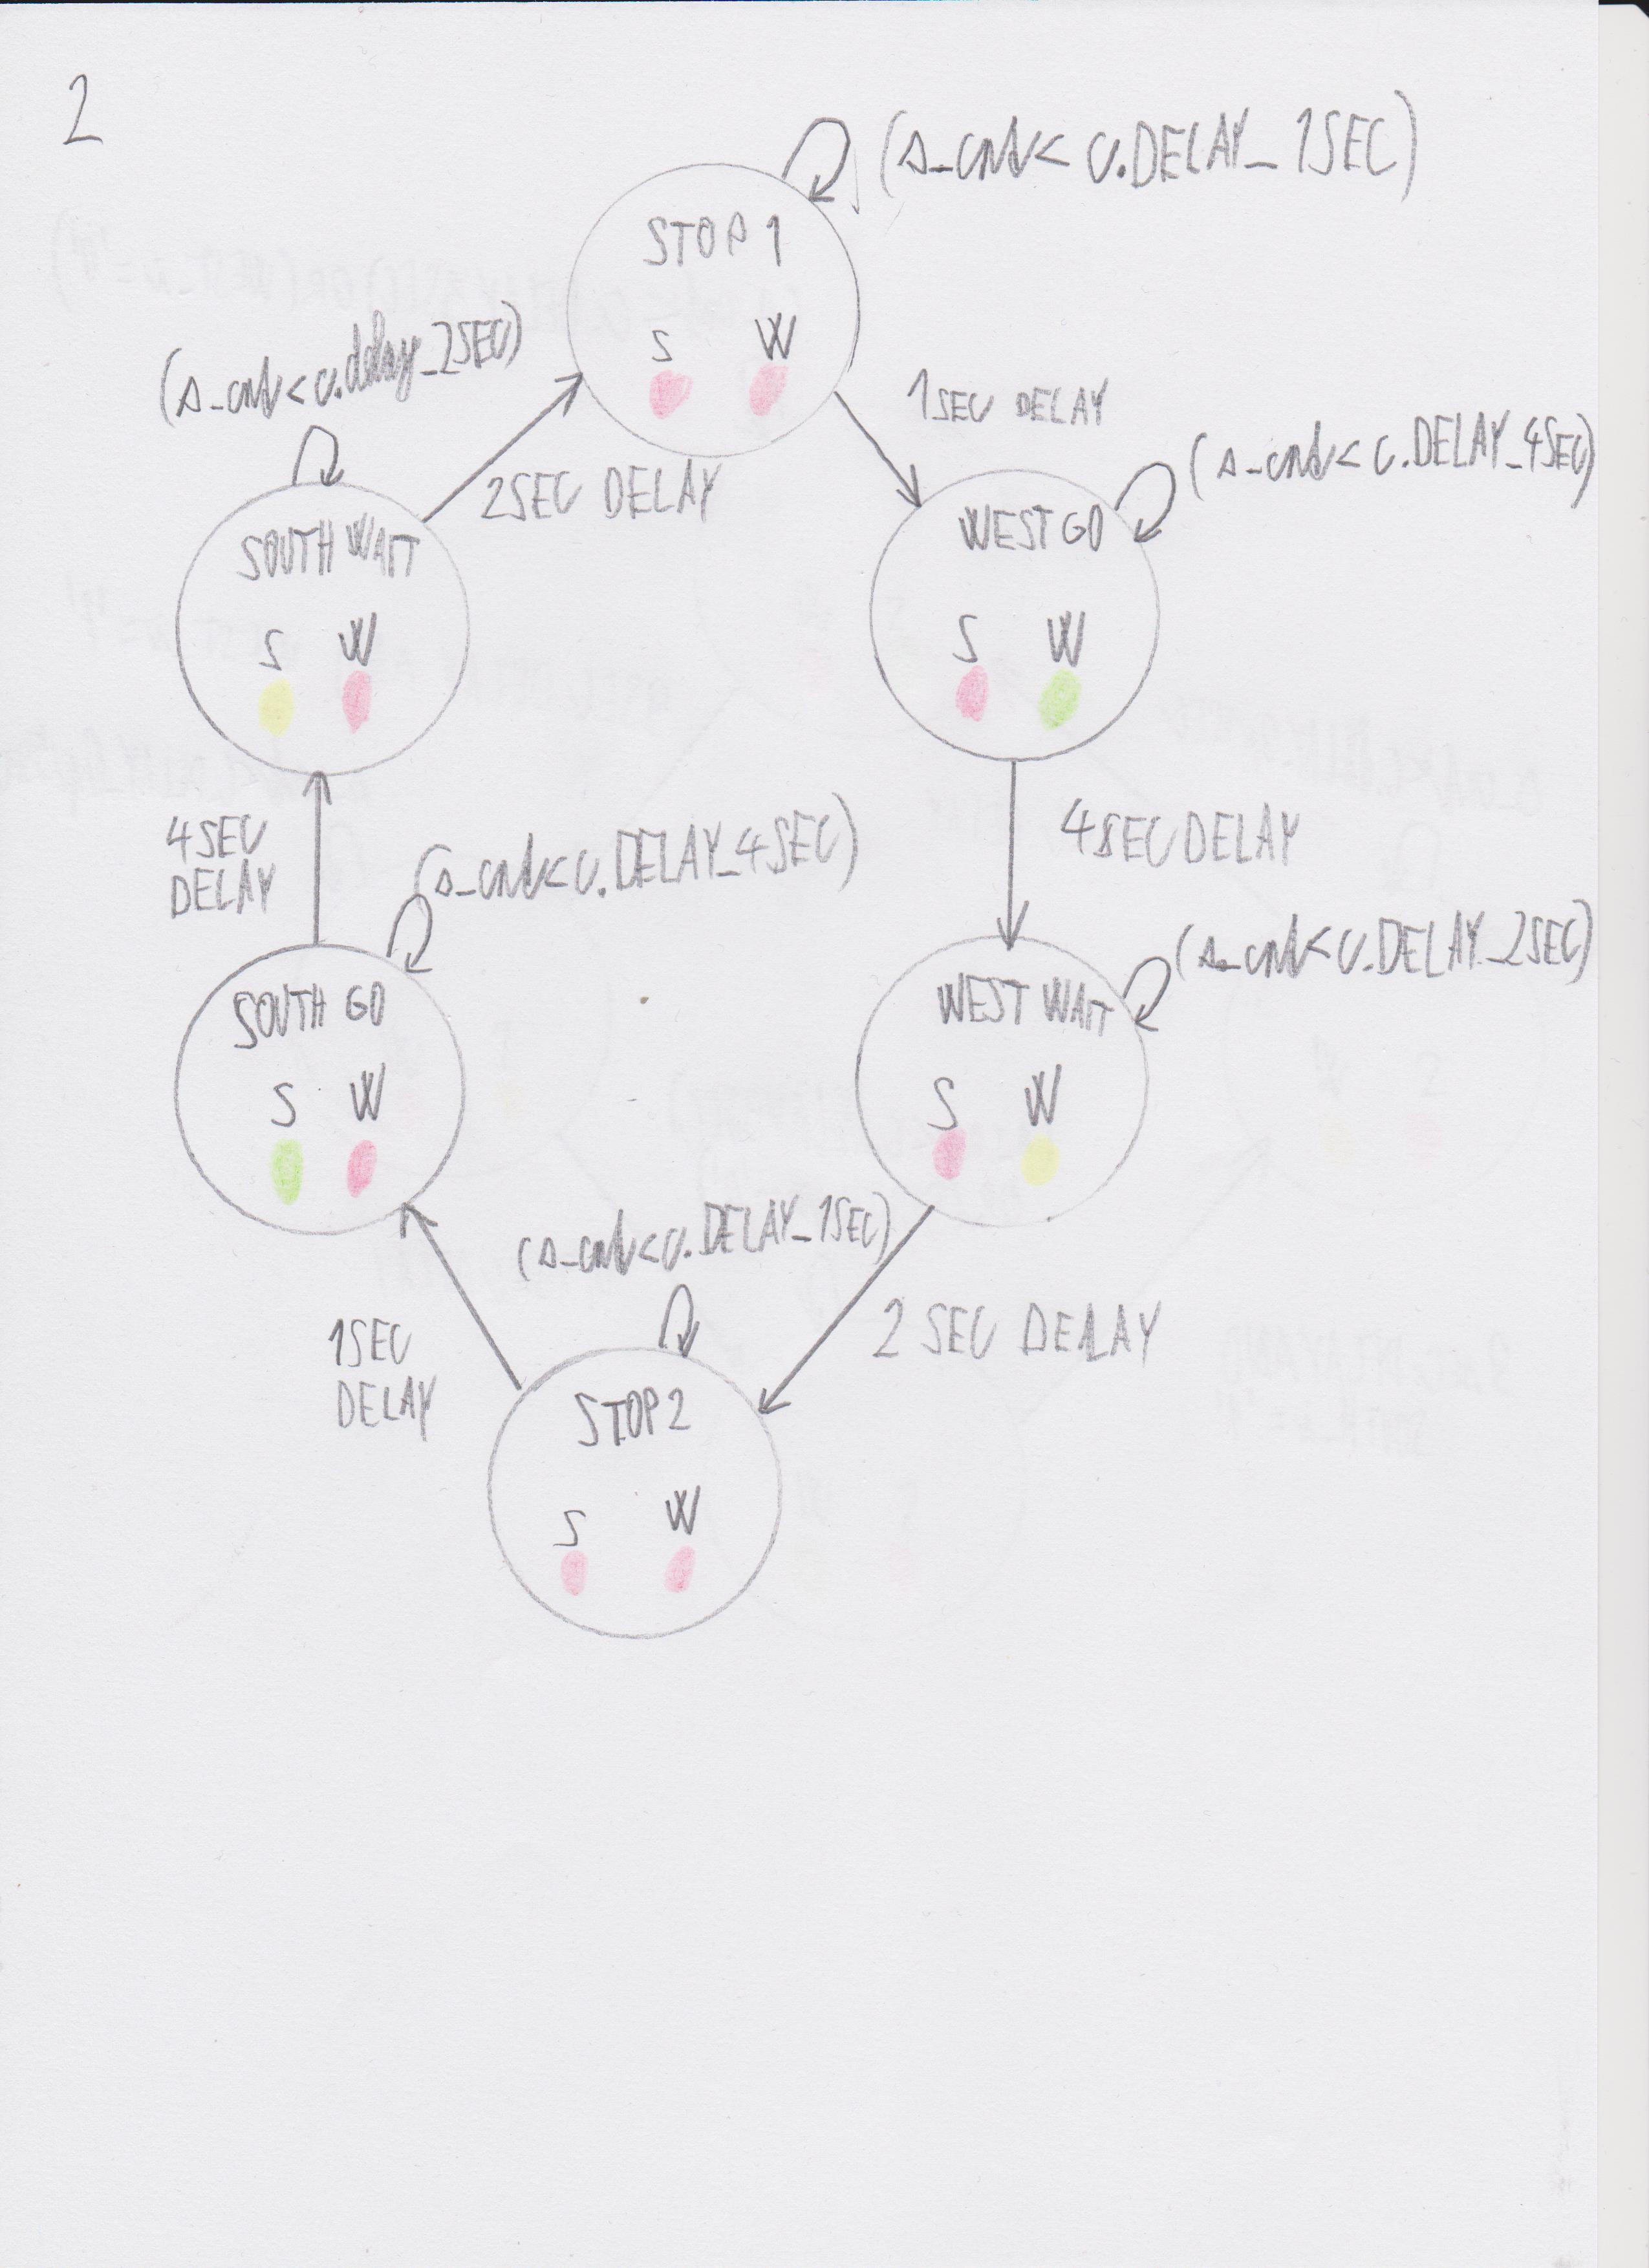 2
(s_cnt < c.DELAY_1SEC)
STOP 1
S W
(s_cnt < c.delay_2SEC)
1SEC DELAY
2SEC DELAY
(s_cnt < c.DELAY_4SEC)
SOUTH WAIT
S W
WEST GO
S W
4SEC
DELAY
(s_cnt < c.DELAY_4SEC)
4SEC DELAY
(s_cnt < c.DELAY_2SEC)
SOUTH GO
S W
WEST WAIT
S W
(s_cnt < c.DELAY_1SEC)
1SEC
DELAY
2 SEC DELAY
STOP 2
S W